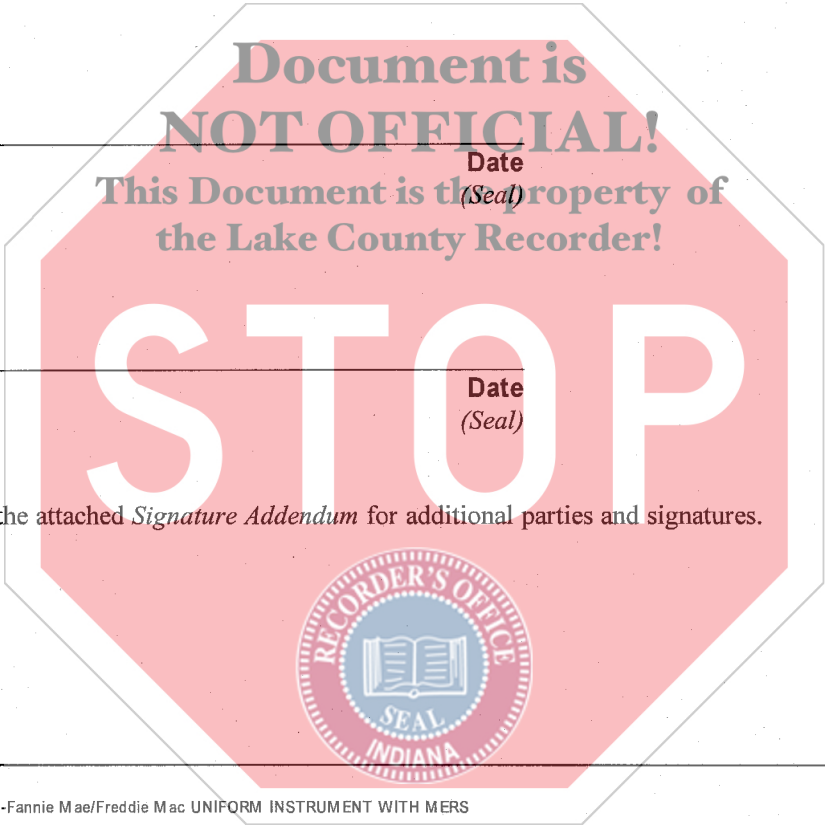 Document is
NOT OFFICIAL!
Date
This Document is the property of
(Seal)
the Lake County Recorder!
STOP
Date
(Seal)
the attached Signature Addendum for additional parties and signatures.
RECORDER'S OFFICE
SEAL
INDIANA
-Fannie Mae/Freddie Mac UNIFORM INSTRUMENT WITH MERS